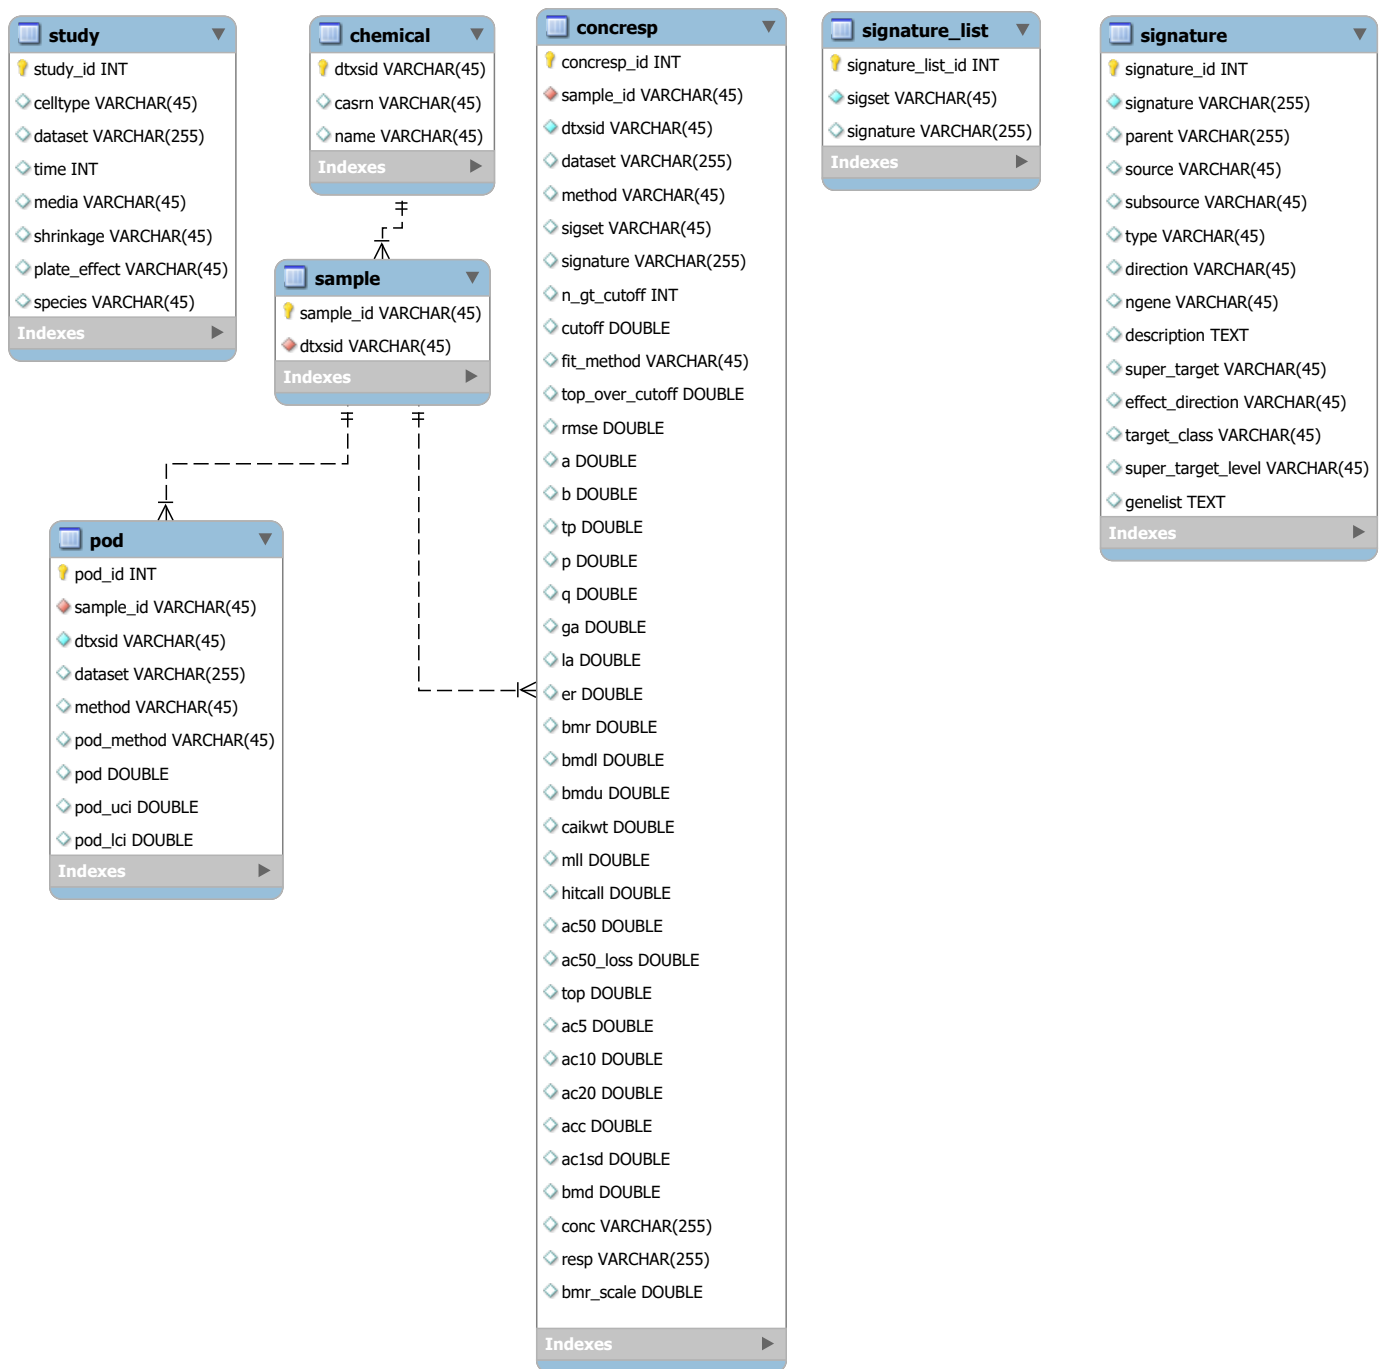 study
study_id INT
celltype VARCHAR(45)
dataset VARCHAR(255)
time INT
media VARCHAR(45)
shrinkage VARCHAR(45)
plate_effect VARCHAR(45)
species VARCHAR(45)
Indexes
chemical
dtxsid VARCHAR(45)
casrn VARCHAR(45)
name VARCHAR(45)
Indexes
sample
sample_id VARCHAR(45)
dtxsid VARCHAR(45)
Indexes
pod
pod_id INT
sample_id VARCHAR(45)
dtxsid VARCHAR(45)
dataset VARCHAR(255)
method VARCHAR(45)
pod_method VARCHAR(45)
pod DOUBLE
pod_uci DOUBLE
pod_lci DOUBLE
Indexes
concresp
concresp_id INT
sample_id VARCHAR(45)
dtxsid VARCHAR(45)
dataset VARCHAR(255)
method VARCHAR(45)
sigset VARCHAR(45)
signature VARCHAR(255)
n_gt_cutoff INT
cutoff DOUBLE
fit_method VARCHAR(45)
top_over_cutoff DOUBLE
rmse DOUBLE
a DOUBLE
b DOUBLE
tp DOUBLE
p DOUBLE
q DOUBLE
ga DOUBLE
la DOUBLE
er DOUBLE
bmr DOUBLE
bmdl DOUBLE
bmdu DOUBLE
caikwt DOUBLE
mll DOUBLE
hitcall DOUBLE
ac50 DOUBLE
ac50_loss DOUBLE
top DOUBLE
ac5 DOUBLE
ac10 DOUBLE
ac20 DOUBLE
acc DOUBLE
ac1sd DOUBLE
bmd DOUBLE
conc VARCHAR(255)
resp VARCHAR(255)
bmr_scale DOUBLE
Indexes
signature_list
signature_list_id INT
sigset VARCHAR(45)
signature VARCHAR(255)
Indexes
signature
signature_id INT
signature VARCHAR(255)
parent VARCHAR(255)
source VARCHAR(45)
subsource VARCHAR(45)
type VARCHAR(45)
direction VARCHAR(45)
ngene VARCHAR(45)
description TEXT
super_target VARCHAR(45)
effect_direction VARCHAR(45)
target_class VARCHAR(45)
super_target_level VARCHAR(45)
genelist TEXT
Indexes